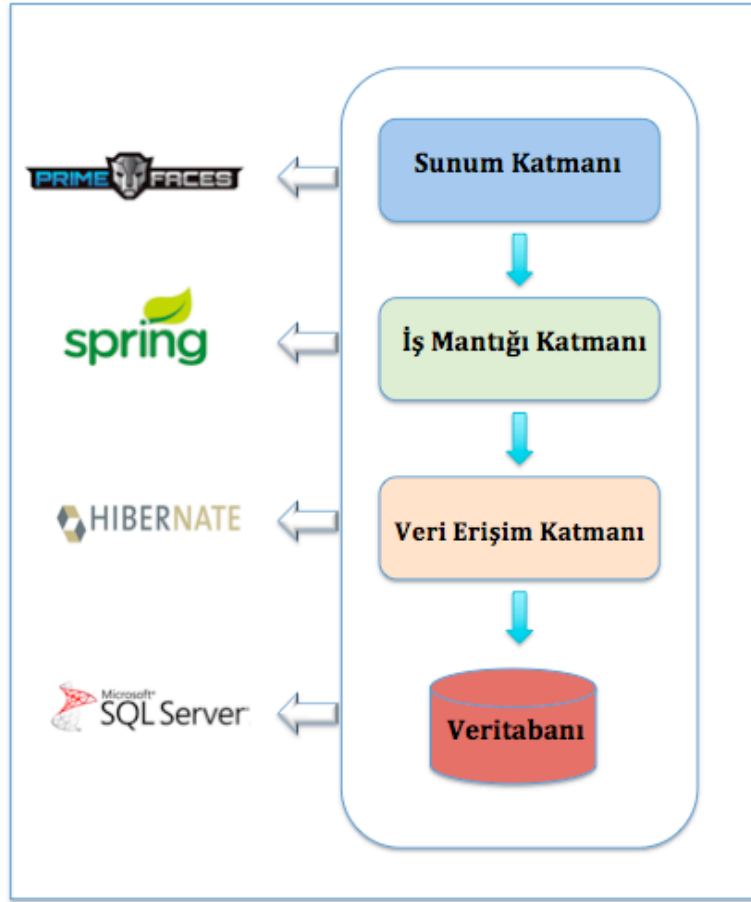 PRIME FACES
Sunum Katmanı
spring
İş Mantığı Katmanı
HIBERNATE
Veri Erişim Katmanı
Microsoft®
SQL Server
Veritabanı